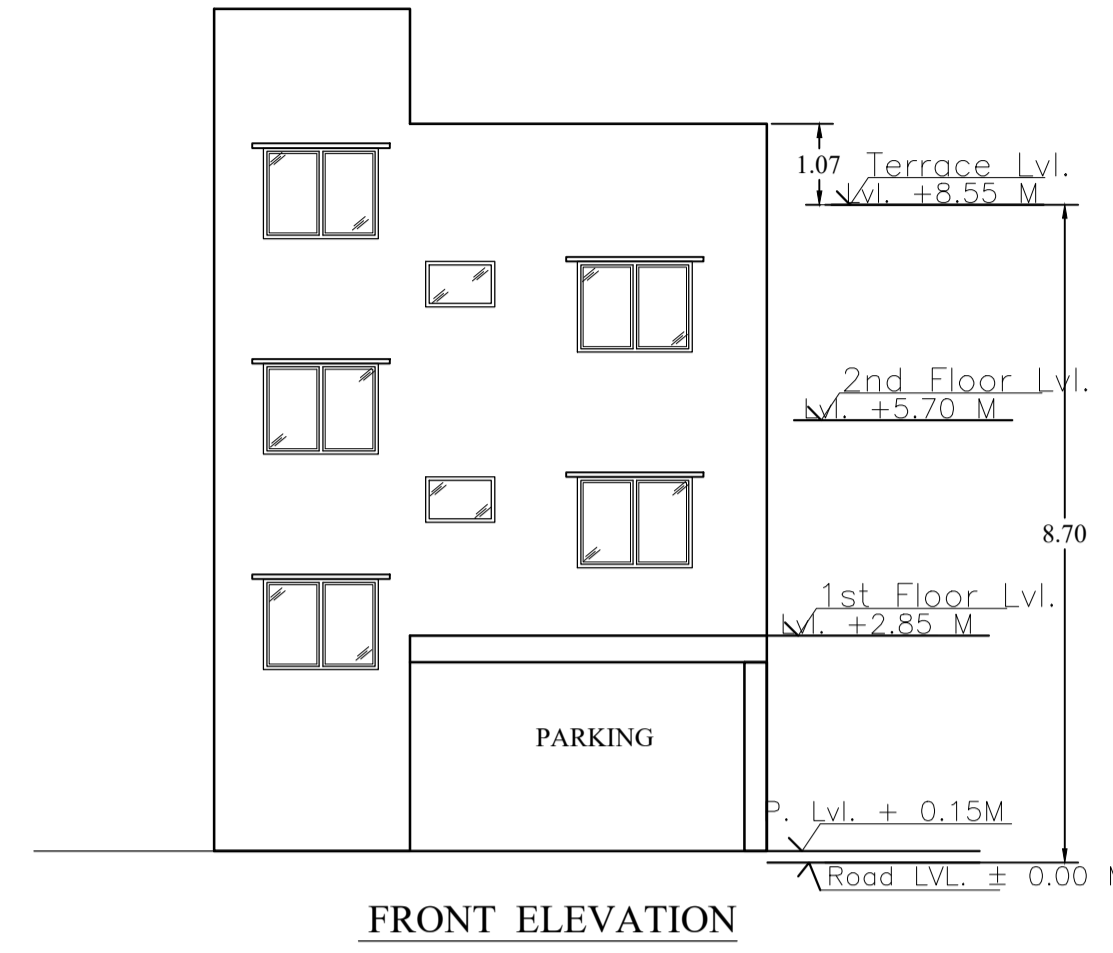 1.07
Terrace Lvl.
Lvl. +8.55 M
2nd Floor Lvl.
Lvl. +5.70 M
8.70
1st Floor Lvl.
Lvl. +2.85 M
PARKING
P. Lvl. + 0.15M
Road LVL. ± 0.00 M
FRONT ELEVATION